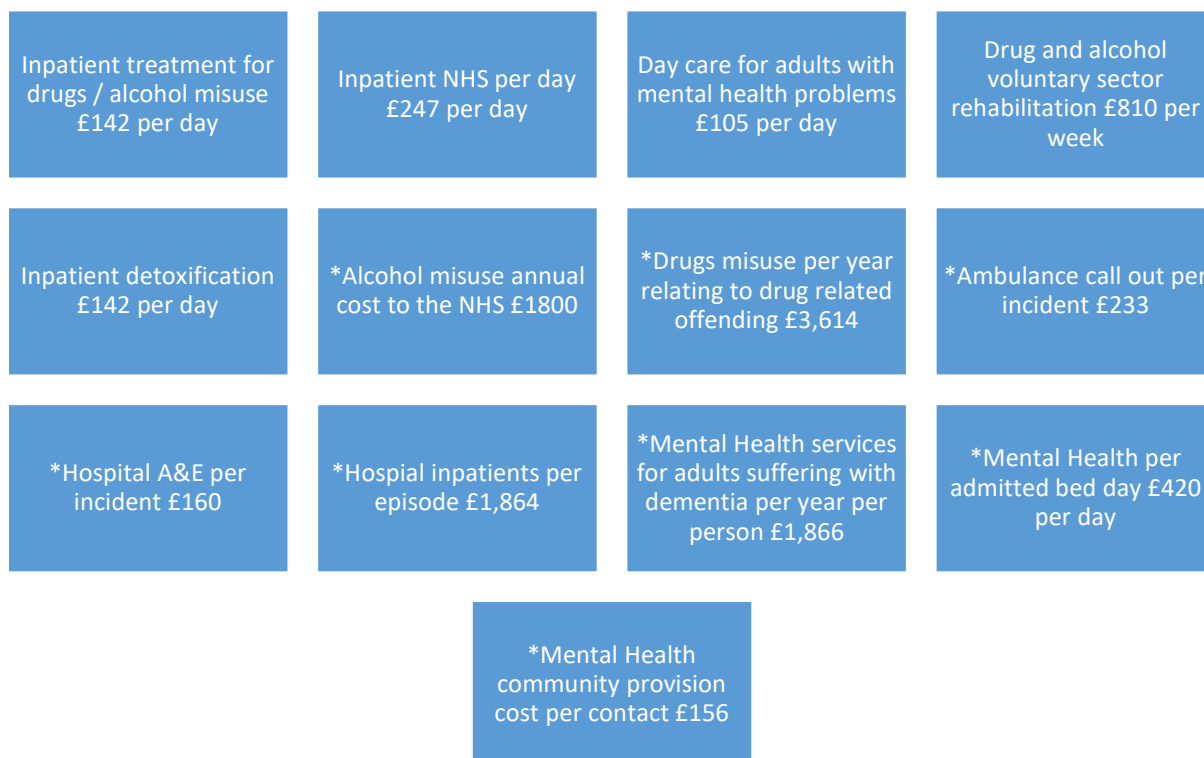 Inpatient treatment for
drugs / alcohol misuse
£142 per day
Inpatient NHS per day
£247 per day
Day care for adults with
mental health problems
£105 per day
Drug and alcohol
voluntary sector
rehabilitation £810 per
week
Inpatient detoxification
£142 per day
*Alcohol misuse annual
cost to the NHS £1800
*Drugs misuse per year
relating to drug related
offending £3,614
*Ambulance call out per
incident £233
*Hospital A&E per
incident £160
*Hospial inpatients per
episode £1,864
*Mental Health services
for adults suffering with
dementia per year per
person £1,866
*Mental Health per
admitted bed day £420
per day
*Mental Health
community provision
cost per contact £156